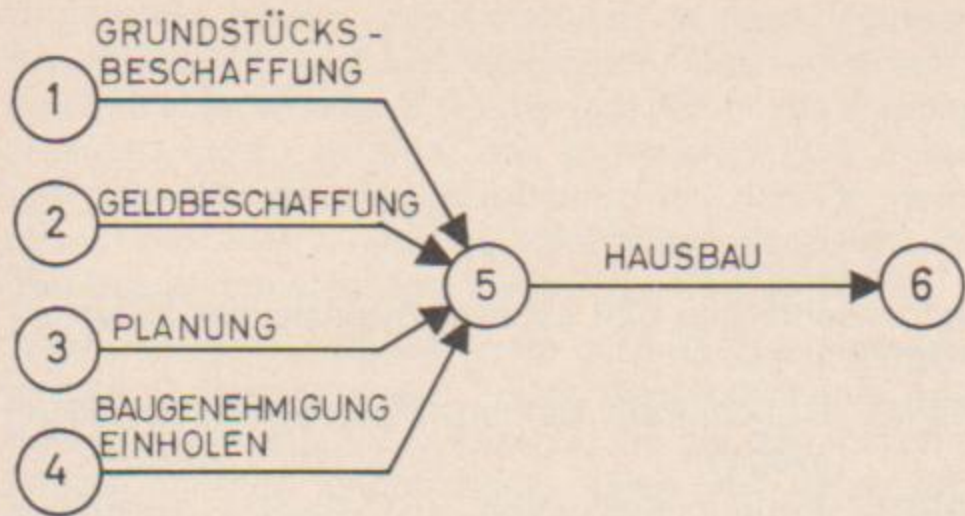 GRUNDSTÜCKS-
BESCHAFFUNG
1
2
GELDBESCHAFFUNG
5
HAUSBAU
6
3
PLANUNG
BAUGENEHMIGUNG
EINHOLEN
4